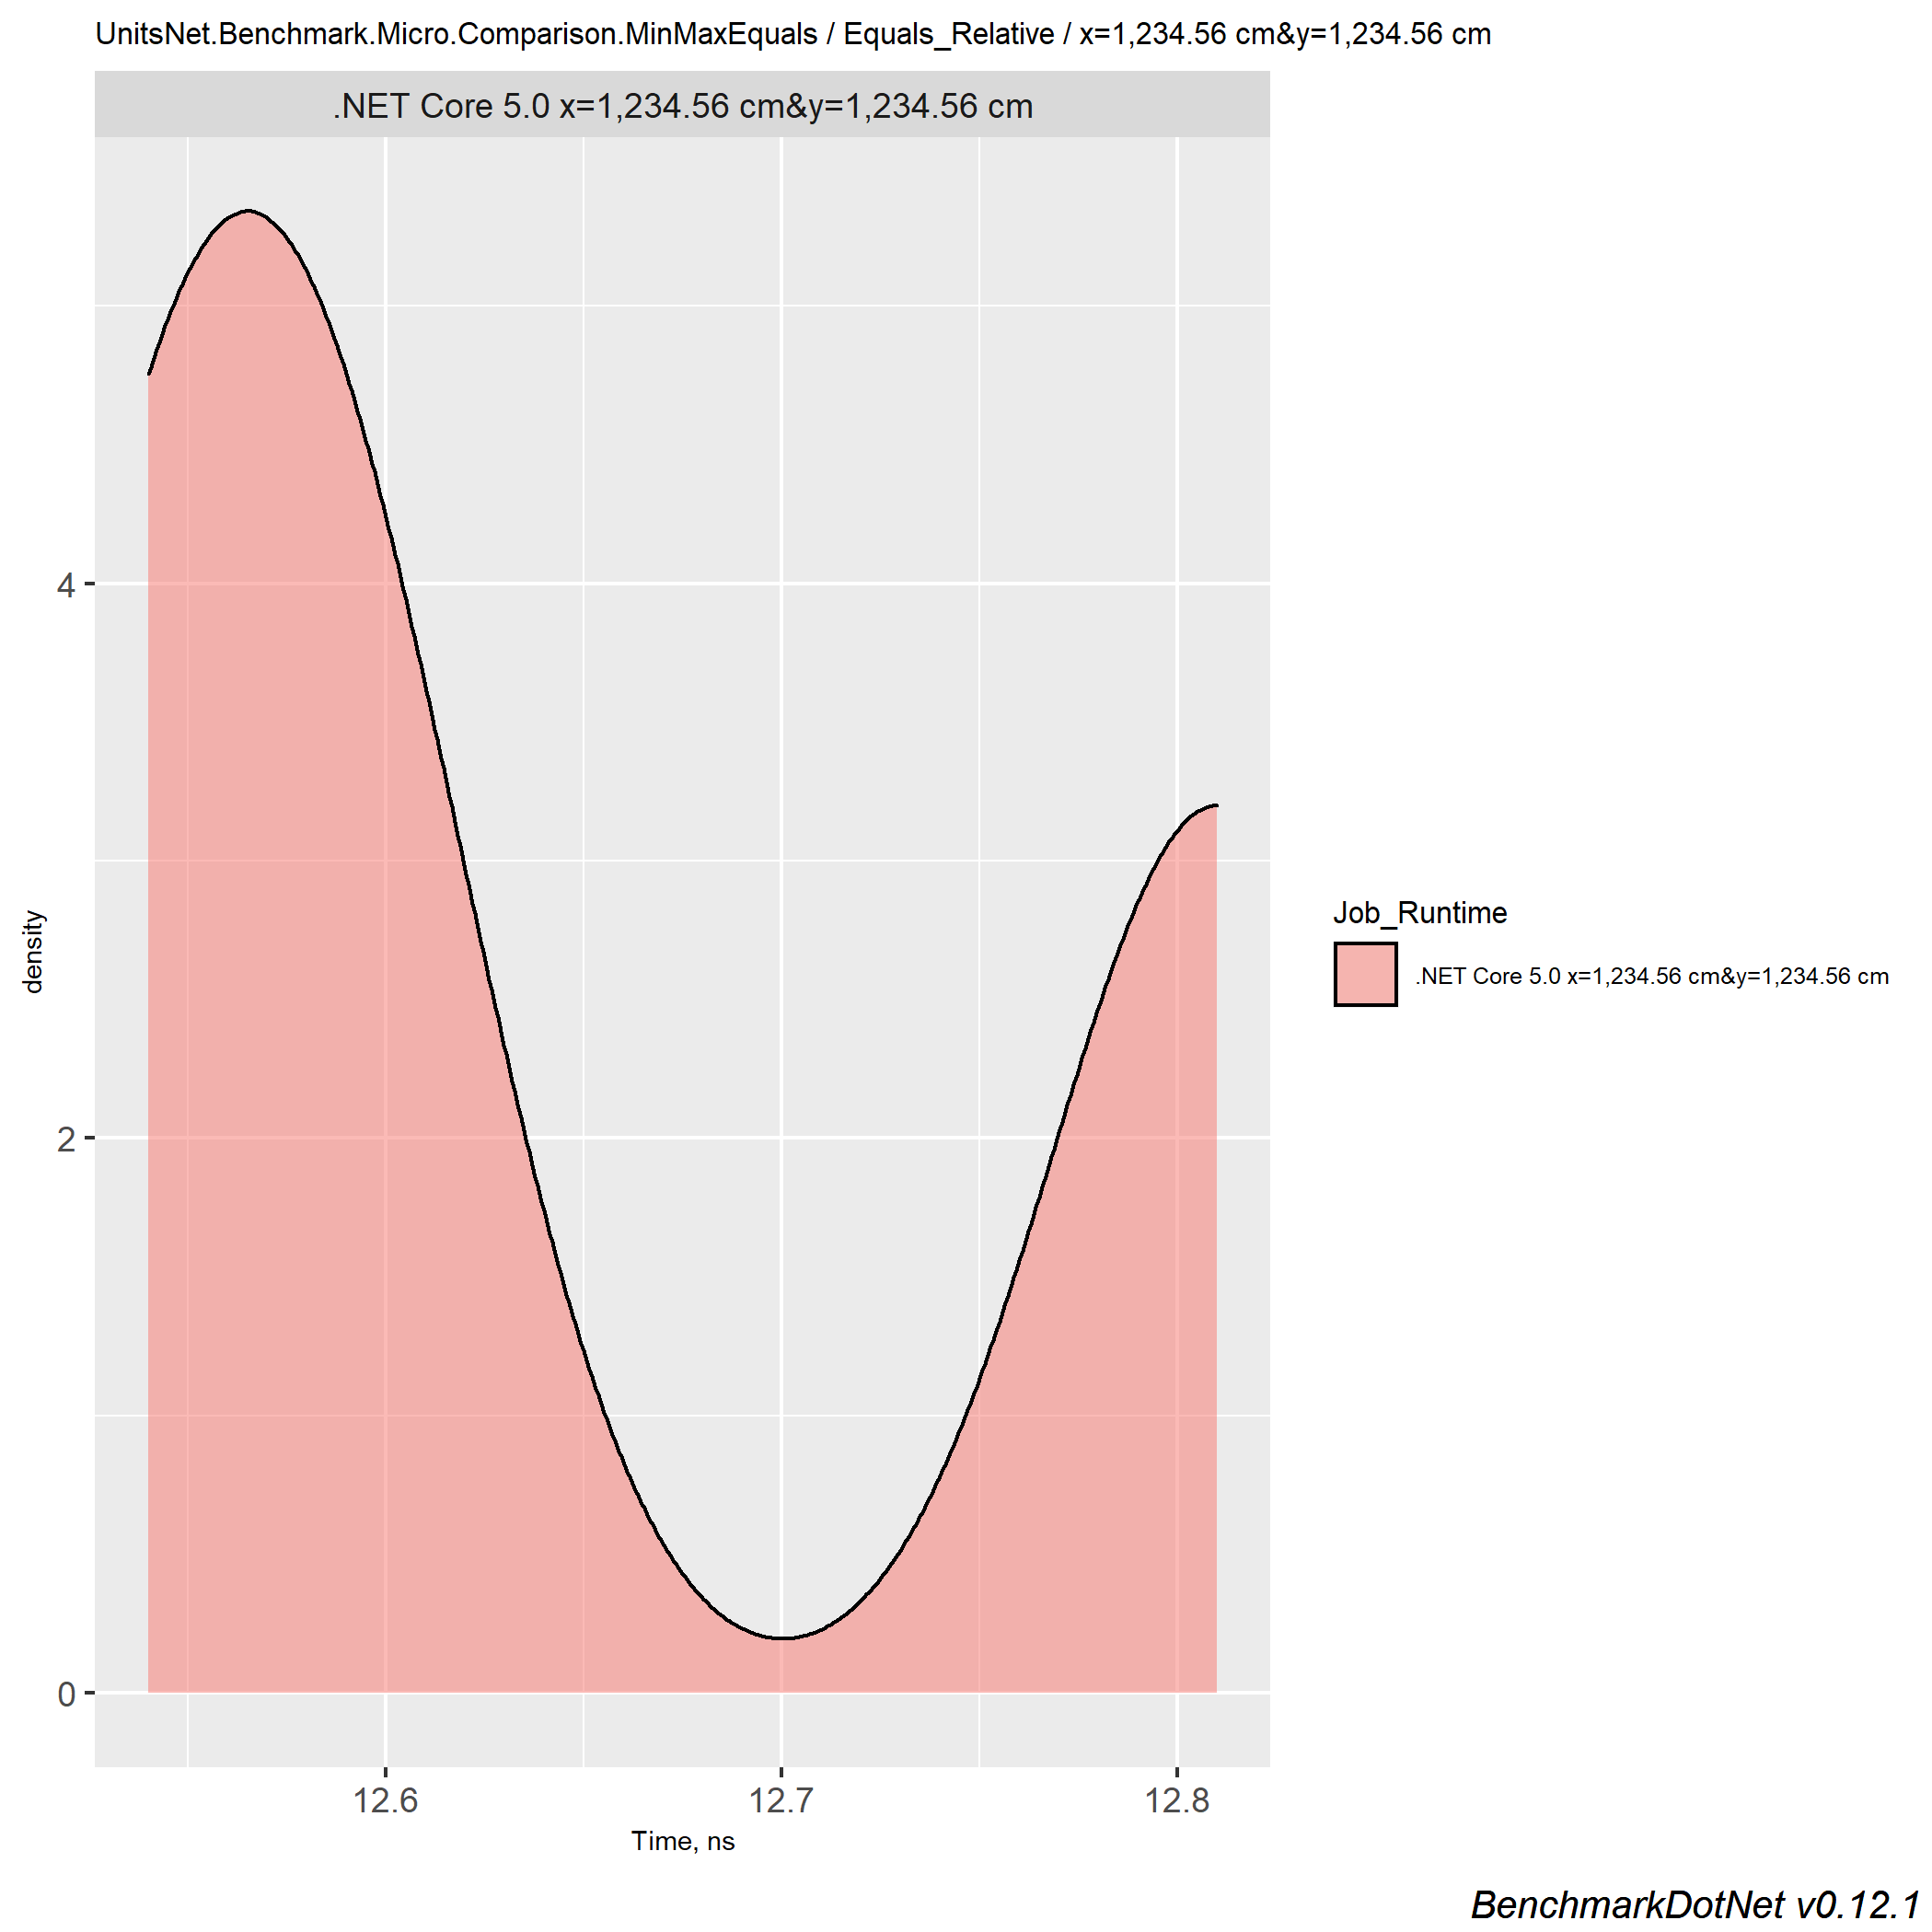 UnitsNet.Benchmark.Micro.Comparison.MinMaxEquals / Equals_Relative / x=1,234.56 cm&y=1,234.56 cm
.NET Core 5.0 x=1,234.56 cm&y=1,234.56 cm
4
2
0
density
12.6 12.7 12.8
Time, ns
Job_Runtime
.NET Core 5.0 x=1,234.56 cm&y=1,234.56 cm
BenchmarkDotNet v0.12.1